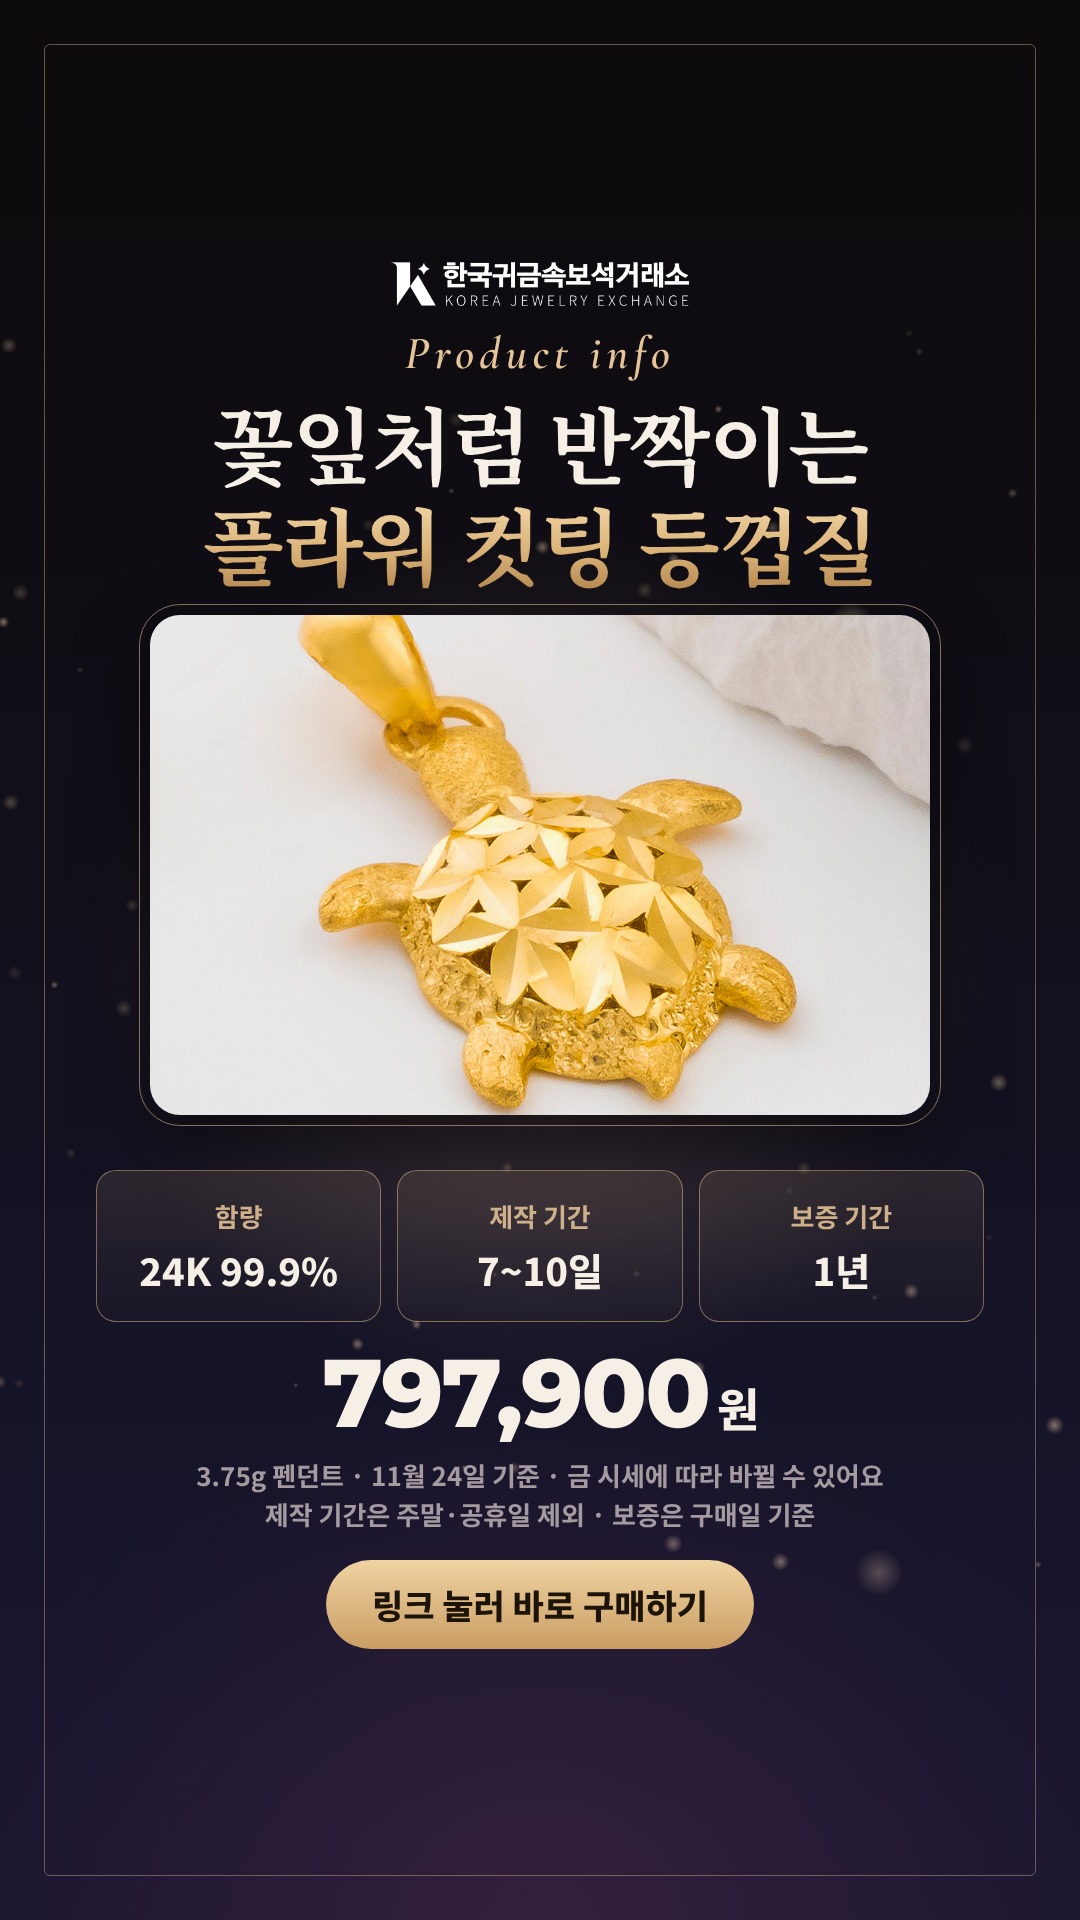 한국귀금속보석거래소
KOREA JEWELRY EXCHANGE
Product info
꽃잎처럼 반짝이는
플라워 컷팅 등껍질
함량
24K 99.9%
제작 기간
7~10일
보증 기간
1년
797,900원
3.75g 펜던트 · 11월 24일 기준 · 금 시세에 따라 바뀔 수 있어요
제작 기간은 주말·공휴일 제외 · 보증은 구매일 기준
링크 눌러 바로 구매하기